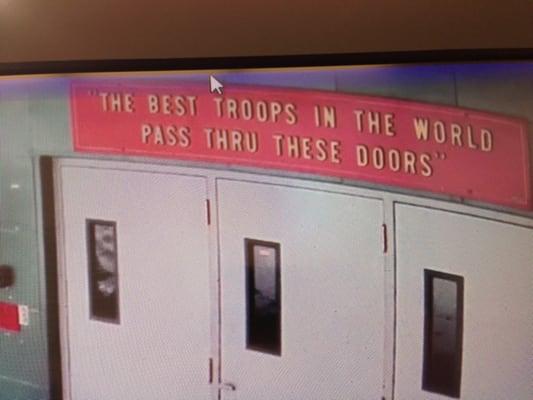 "THE BEST TROOPS IN THE WORLD
PASS THRU THESE DOORS"